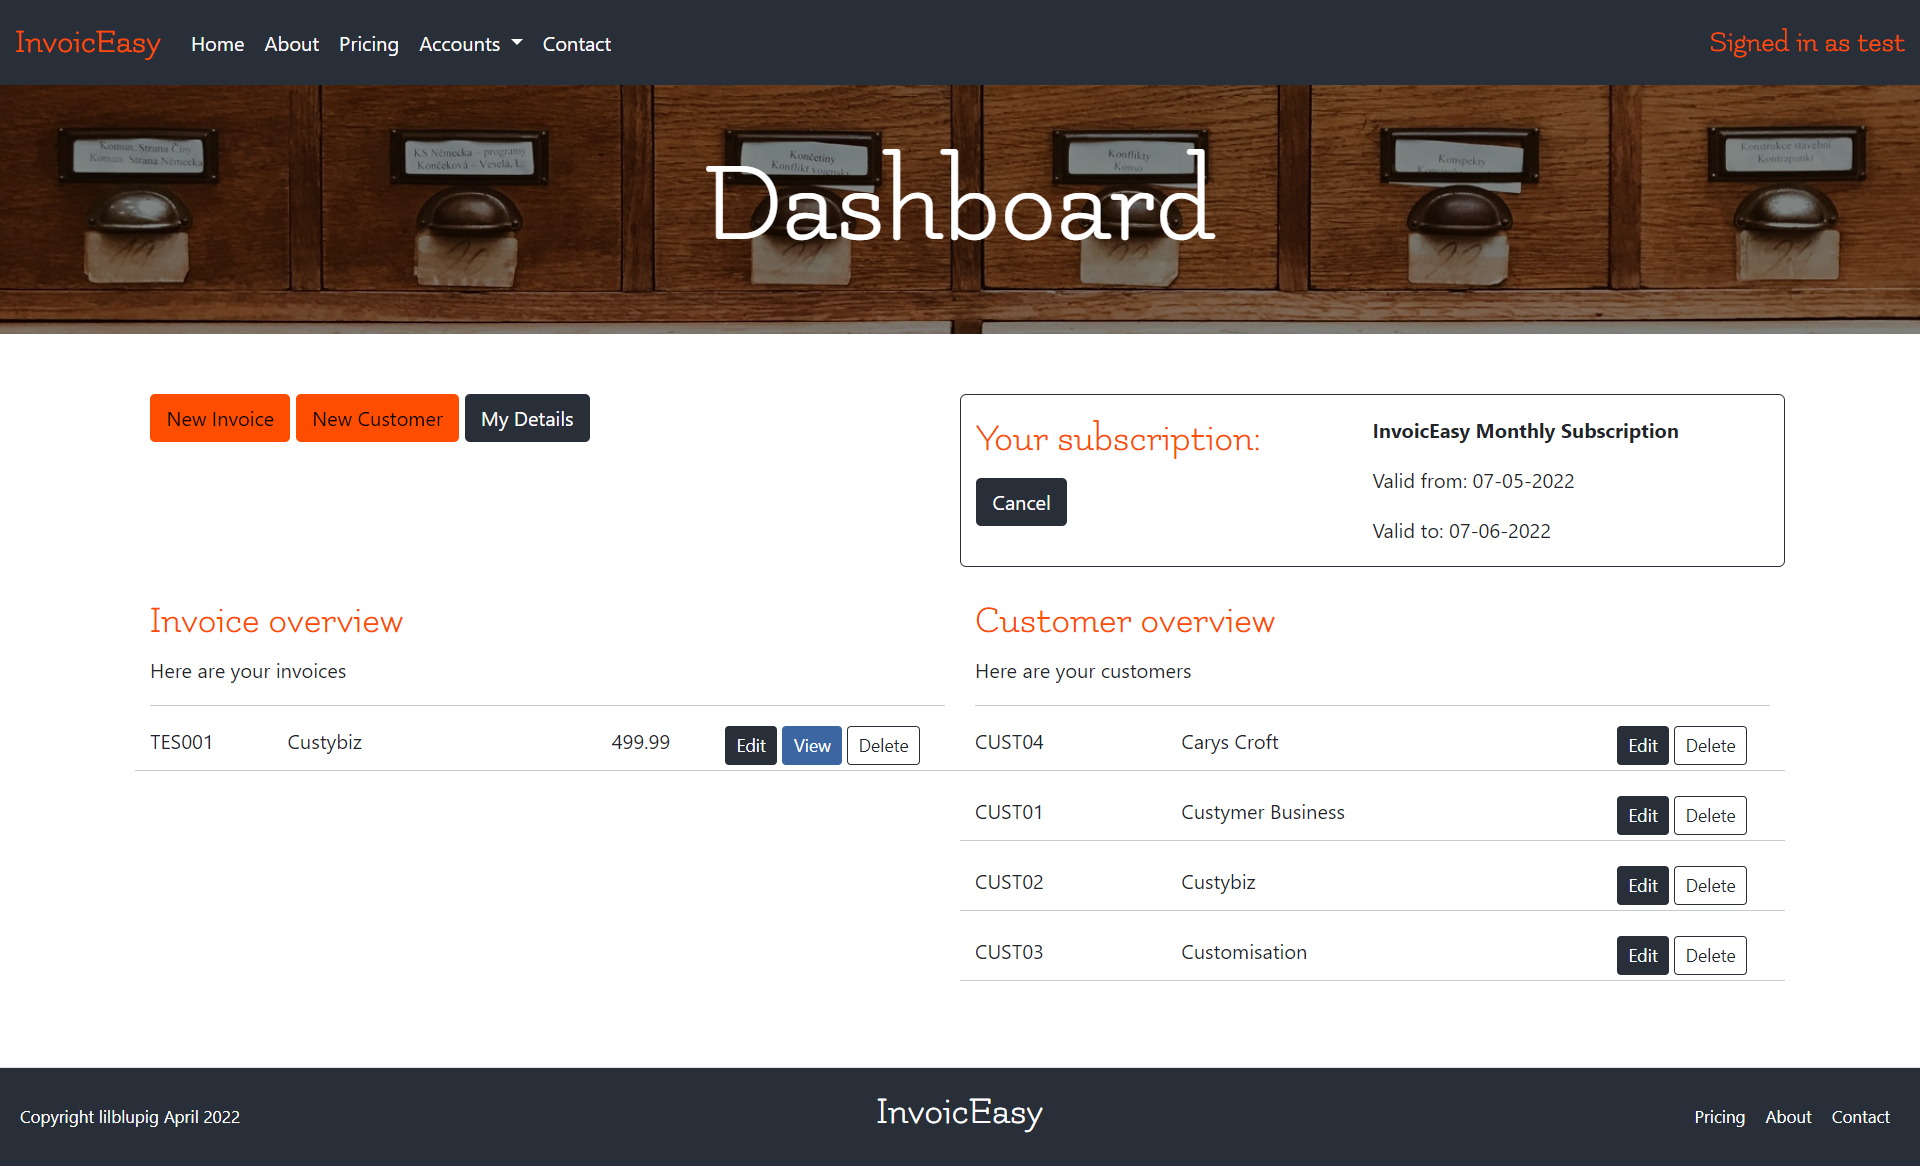 InvoicEasy Home About Pricing Accounts Contact Signed in as test
Komun. Strana Číny
Komun. Strana Německa
KS Německa – programy
Končeková – Veselá, L.
Končetiny
Konflikt vojenský
Konflikty
Konso
Konspekty
Konstrukce stavební
Kontrapunkt
Dashboard
New Invoice New Customer My Details
Your subscription:
Cancel
InvoicEasy Monthly Subscription
Valid from: 07-05-2022
Valid to: 07-06-2022
Invoice overview
Here are your invoices
TES001 Custybiz 499.99 Edit View Delete
Customer overview
Here are your customers
CUST04 Carys Croft Edit Delete
CUST01 Custymer Business Edit Delete
CUST02 Custybiz Edit Delete
CUST03 Customisation Edit Delete
Copyright lilblupig April 2022
InvoicEasy
Pricing About Contact